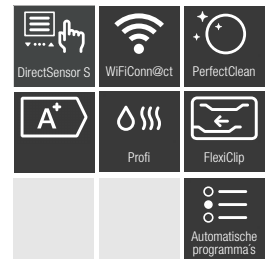 DirectSensor S
WiFiConn@ct
PerfectClean
A+
Profi
FlexiClip
Automatische
programma's